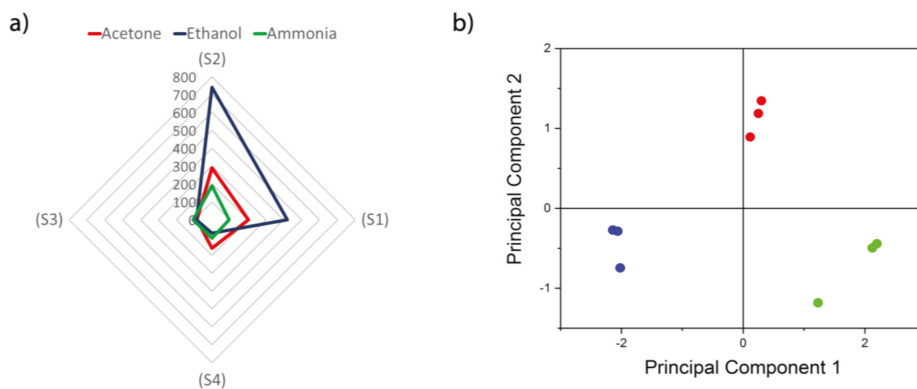 a)
Acetone Ethanol Ammonia
(S2)
800
700
600
500
400
300
200
100
0
(S3)
(S1)
(S4)
b)
2
1
0
-1
Principal Component 2
-2 0 2
Principal Component 1